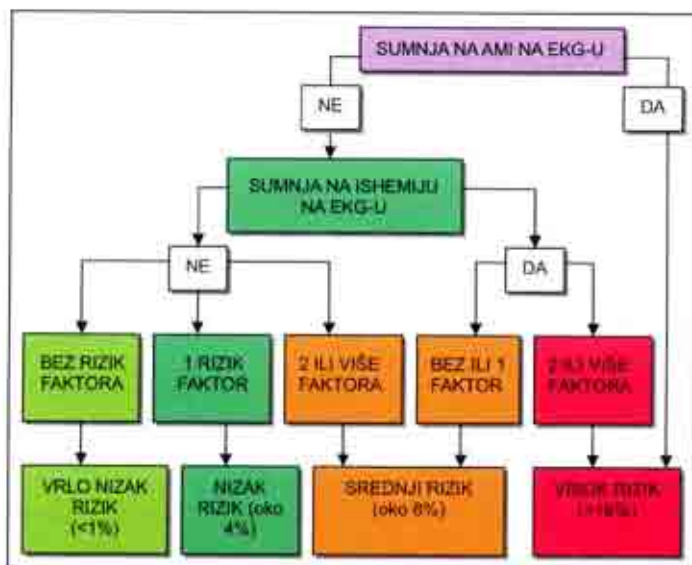 SUMNJA NA AMI NA EKG-U
NE
DA
SUMNJA NA ISHEMIJU
NA EKG-U
NE
DA
BEZ RIZIK
FAKTORA
1 RIZIK
FAKTOR
2 ILI VIŠE
FAKTORA
BEZ ILI 1
FAKTOR
2 ILI VIŠE
FAKTORA
VRLO NIZAK
RIZIK
(<1%)
NIZAK
RIZIK (oko
4%)
SREDNJI RIZIK
(oko 8%)
VISOK RIZIK